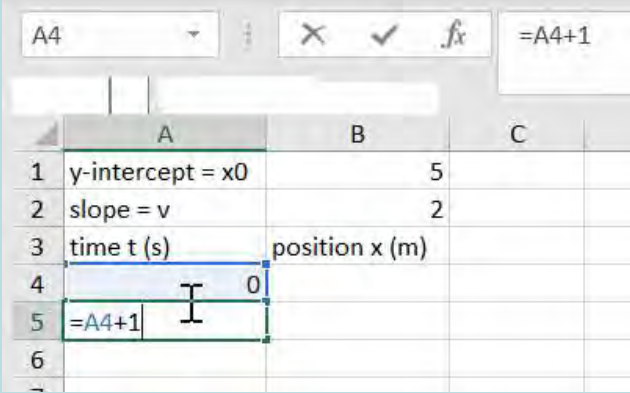 A4 fx =A4+1
A B C
1 y-intercept = x0 5
2 slope = v 2
3 time t (s) position x (m)
4 0
5 =A4+1
6